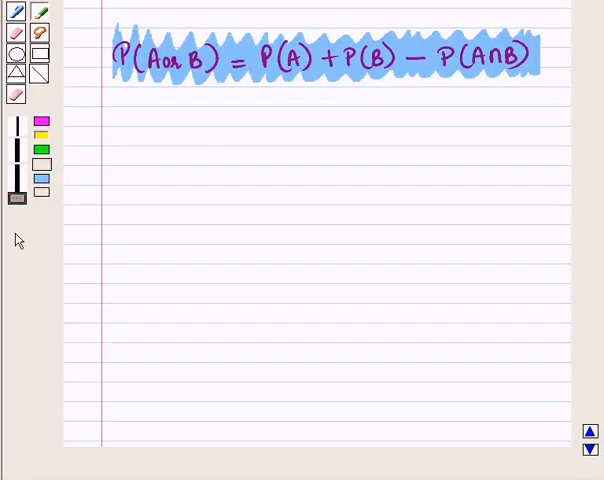 P(A or B) = P(A) + P(B) − P(A∩B)